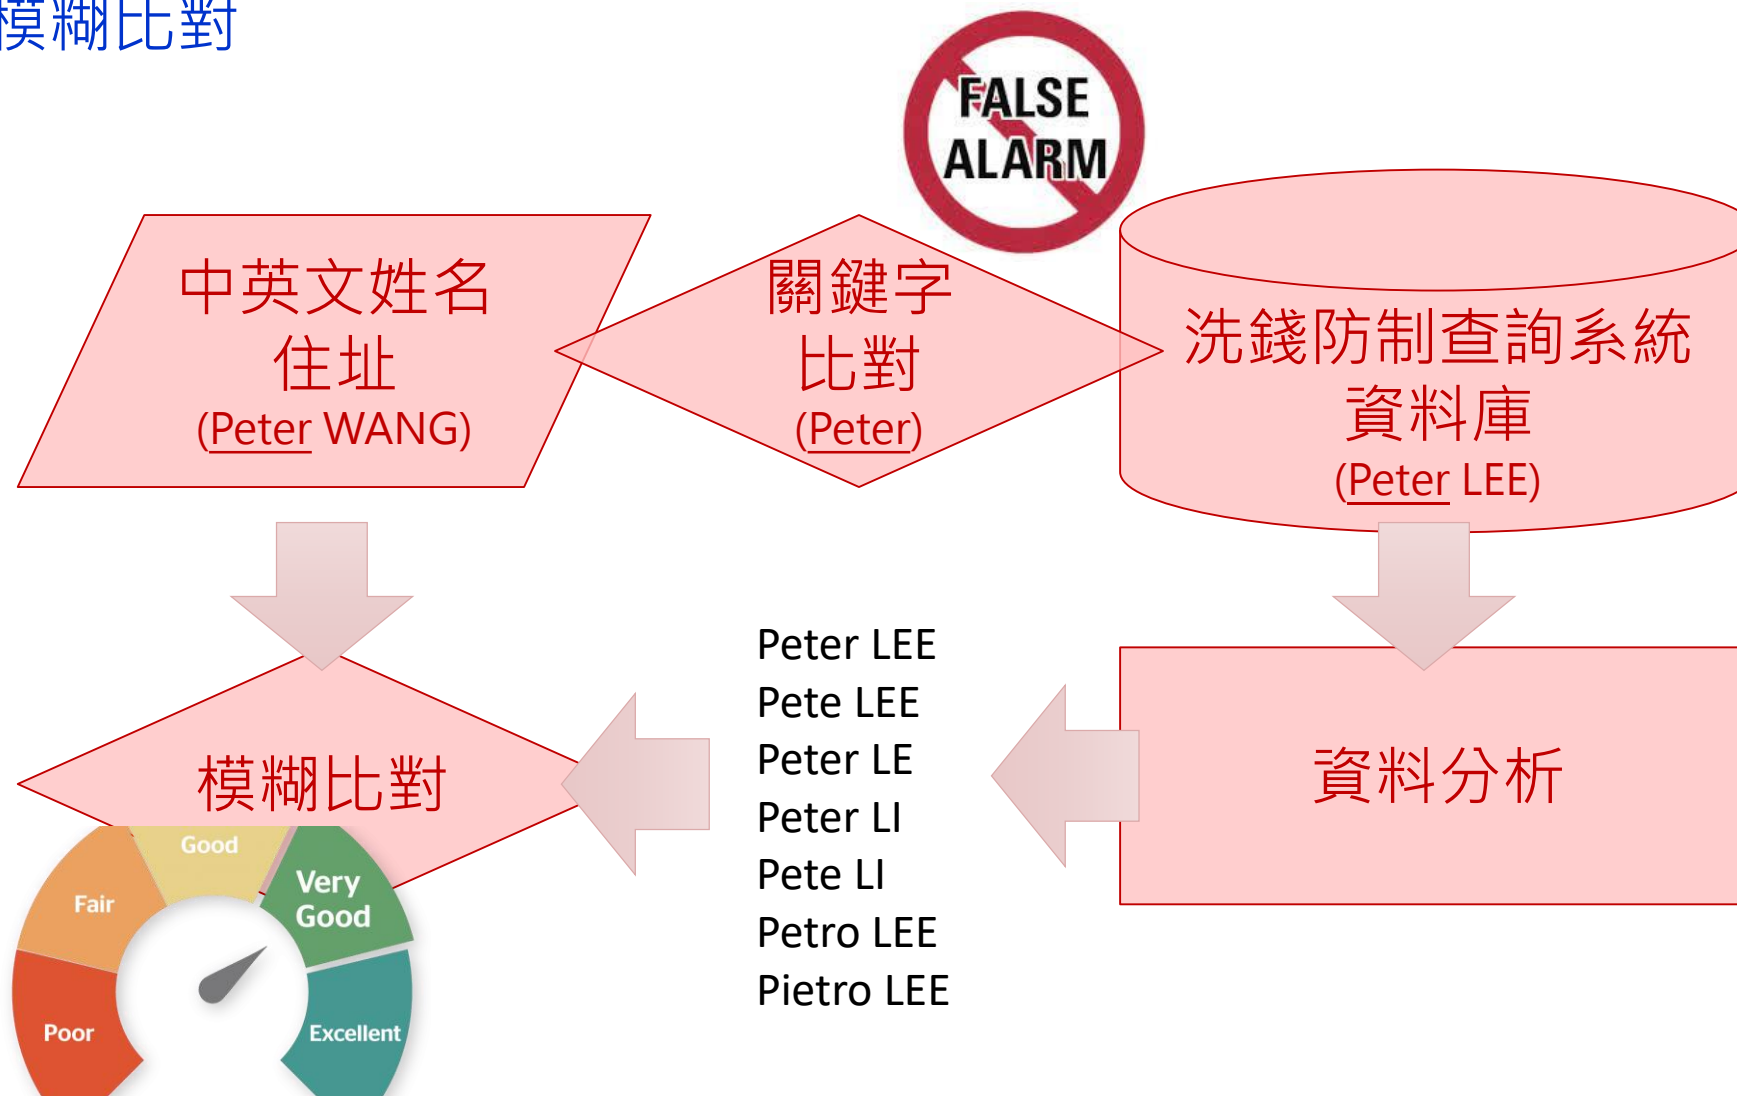 模糊比對
FALSE
ALARM
中英文姓名
住址
(Peter WANG)
關鍵字
比對
(Peter)
洗錢防制查詢系統
資料庫
(Peter LEE)
模糊比對
Peter LEE
Pete LEE
Peter LE
Peter LI
Pete LI
Petro LEE
Pietro LEE
資料分析
Good
Very
Good
Fair
Poor
Excellent